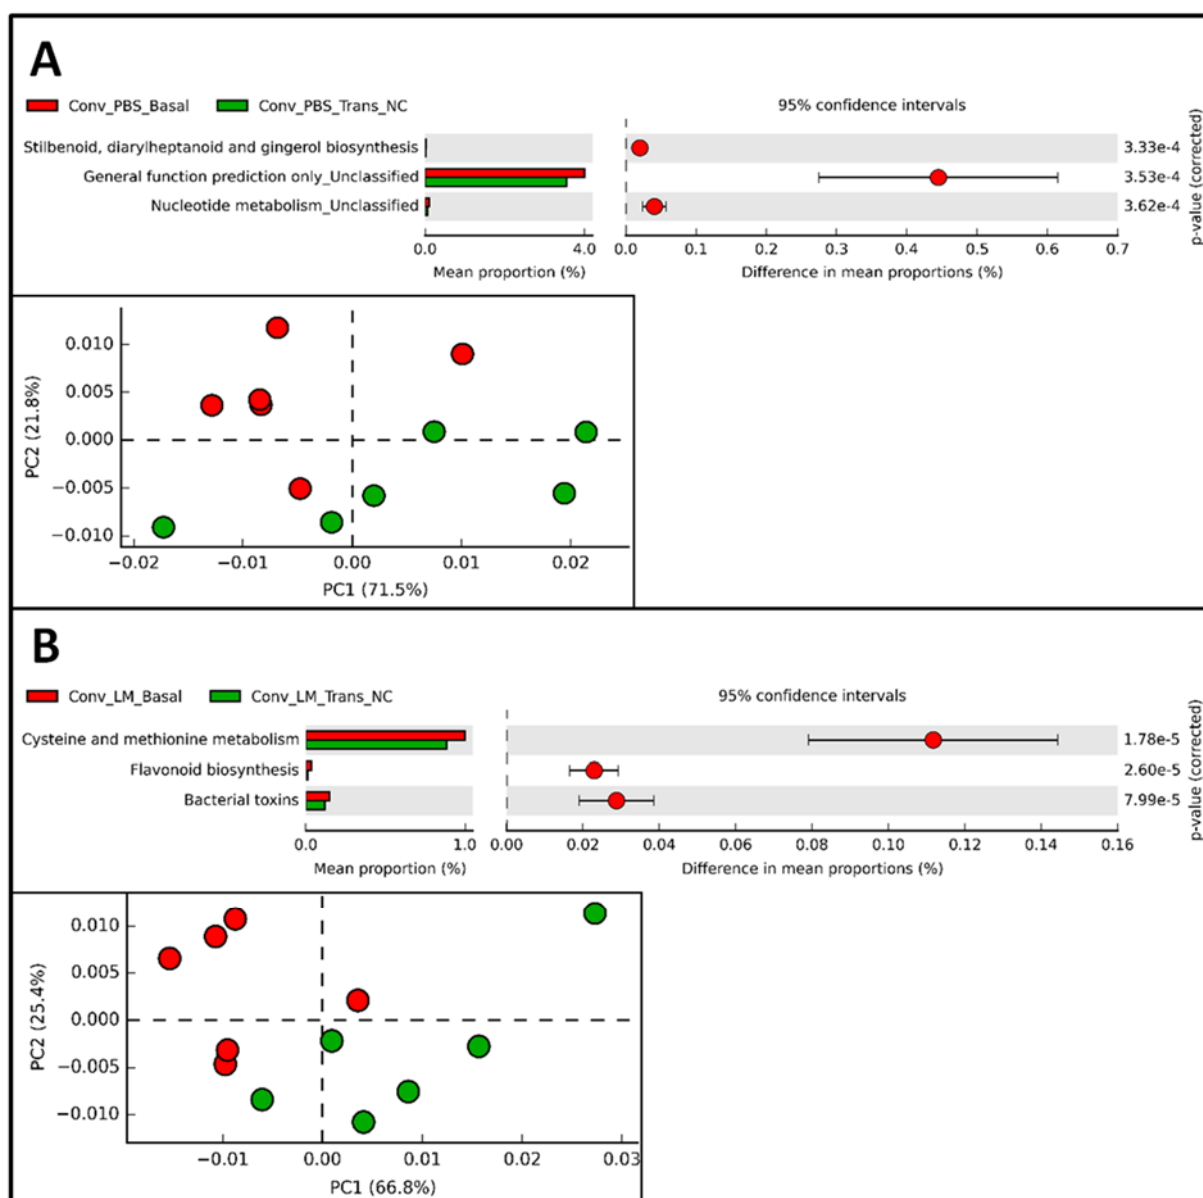 A
Conv_PBS_Basal Conv_PBS_Trans_NC 95% confidence intervals
Stilbenoid, diarylheptanoid and gingerol biosynthesis 3.33e-4
General function prediction only_Unclassified 3.53e-4
Nucleotide metabolism_Unclassified 3.62e-4
p-value (corrected)
0.0 4.0 0.0 0.1 0.2 0.3 0.4 0.5 0.6 0.7
Mean proportion (%) Difference in mean proportions (%)
PC2 (21.8%)
0.010
0.005
0.000
−0.005
−0.010
−0.02 −0.01 0.00 0.01 0.02
PC1 (71.5%)
B
Conv_LM_Basal Conv_LM_Trans_NC 95% confidence intervals
Cysteine and methionine metabolism 1.78e-5
Flavonoid biosynthesis 2.60e-5
Bacterial toxins 7.99e-5
p-value (corrected)
0.0 1.0 0.00 0.02 0.04 0.06 0.08 0.10 0.12 0.14 0.16
Mean proportion (%) Difference in mean proportions (%)
PC2 (25.4%)
0.010
0.005
0.000
−0.005
−0.010
−0.01 0.00 0.01 0.02 0.03
PC1 (66.8%)